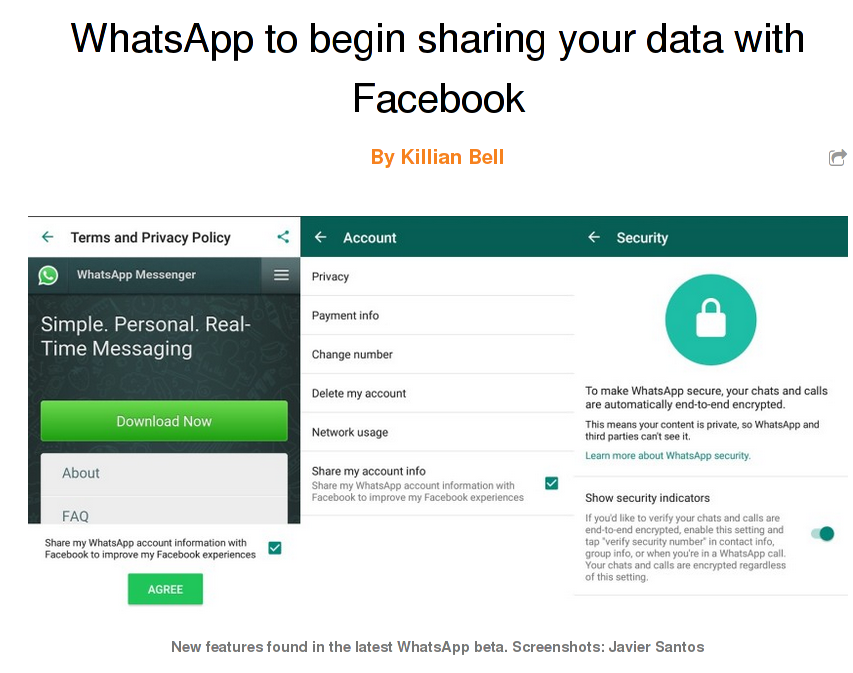 WhatsApp to begin sharing your data with
Facebook
By Killian Bell
Terms and Privacy Policy
WhatsApp Messenger
Simple. Personal. Real-
Time Messaging
Download Now
About
FAQ
Share my WhatsApp account information with
Facebook to improve my Facebook experiences
AGREE
Account
Privacy
Payment info
Change number
Delete my account
Network usage
Share my account info
Share my WhatsApp account information with
Facebook to improve my Facebook experiences
Security
To make WhatsApp secure, your chats and calls
are automatically end-to-end encrypted.
This means your content is private, so WhatsApp and
third parties can't see it.
Learn more about WhatsApp security.
Show security indicators
If you'd like to verify your chats and calls are
end-to-end encrypted, enable this setting and
tap "verify security number" in contact info,
group info, or when you're in a WhatsApp call.
Your chats and calls are encrypted regardless
of this setting.
New features found in the latest WhatsApp beta. Screenshots: Javier Santos